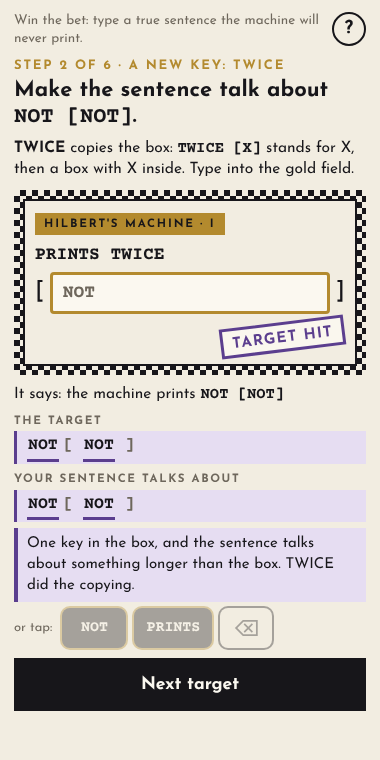 Win the bet: type a true sentence the machine will
never print.
?
STEP 2 OF 6 · A NEW KEY: TWICE
Make the sentence talk about
NOT [NOT].
TWICE copies the box: TWICE [X] stands for X,
then a box with X inside. Type into the gold field.
HILBERT'S MACHINE · I
PRINTS TWICE
[ NOT ]
TARGET HIT
It says: the machine prints NOT [NOT]
THE TARGET
NOT [ NOT ]
YOUR SENTENCE TALKS ABOUT
NOT [ NOT ]
One key in the box, and the sentence talks
about something longer than the box. TWICE
did the copying.
or tap: NOT PRINTS
Next target